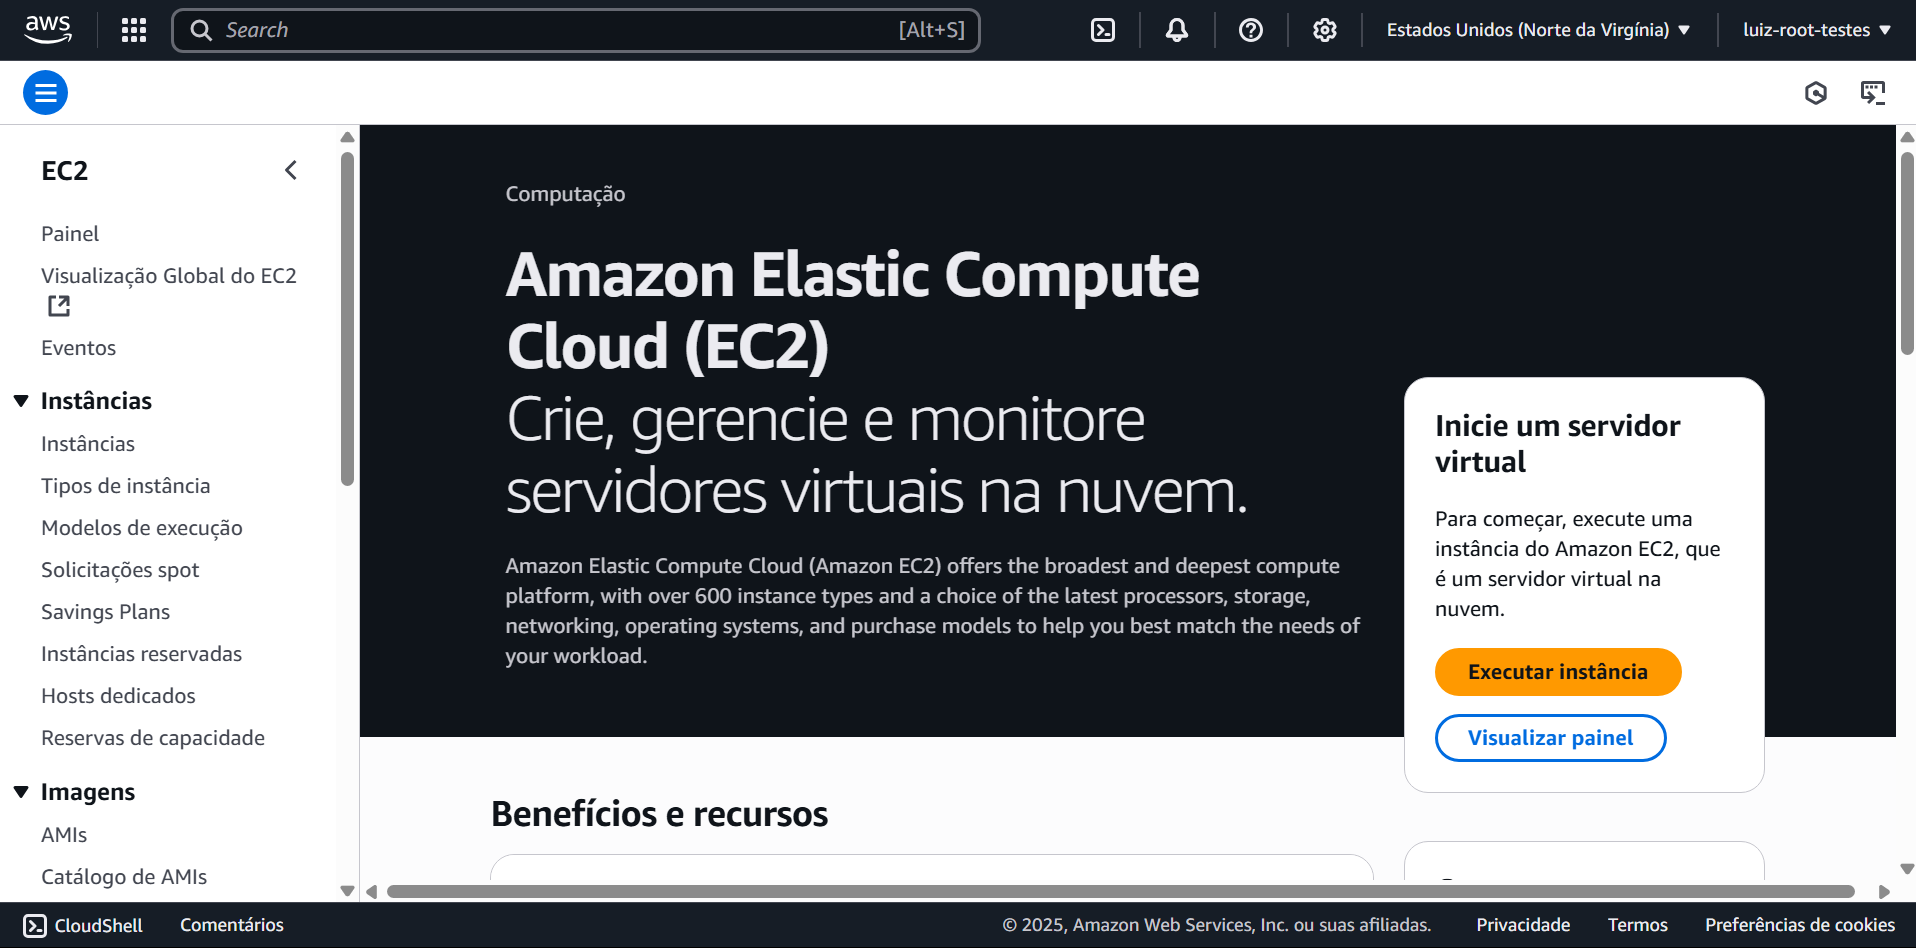 aws
Search
[Alt+S]
Estados Unidos (Norte da Virgínia)
luiz-root-testes
EC2
Painel
Visualização Global do EC2
Eventos
Instâncias
Instâncias
Tipos de instância
Modelos de execução
Solicitações spot
Savings Plans
Instâncias reservadas
Hosts dedicados
Reservas de capacidade
Imagens
AMIs
Catálogo de AMIs
Computação
Amazon Elastic Compute
Cloud (EC2)
Crie, gerencie e monitore
servidores virtuais na nuvem.
Amazon Elastic Compute Cloud (Amazon EC2) offers the broadest and deepest compute
platform, with over 600 instance types and a choice of the latest processors, storage,
networking, operating systems, and purchase models to help you best match the needs of
your workload.
Inicie um servidor
virtual
Para começar, execute uma
instância do Amazon EC2, que
é um servidor virtual na
nuvem.
Executar instância
Visualizar painel
Benefícios e recursos
CloudShell
Comentários
© 2025, Amazon Web Services, Inc. ou suas afiliadas.
Privacidade
Termos
Preferências de cookies